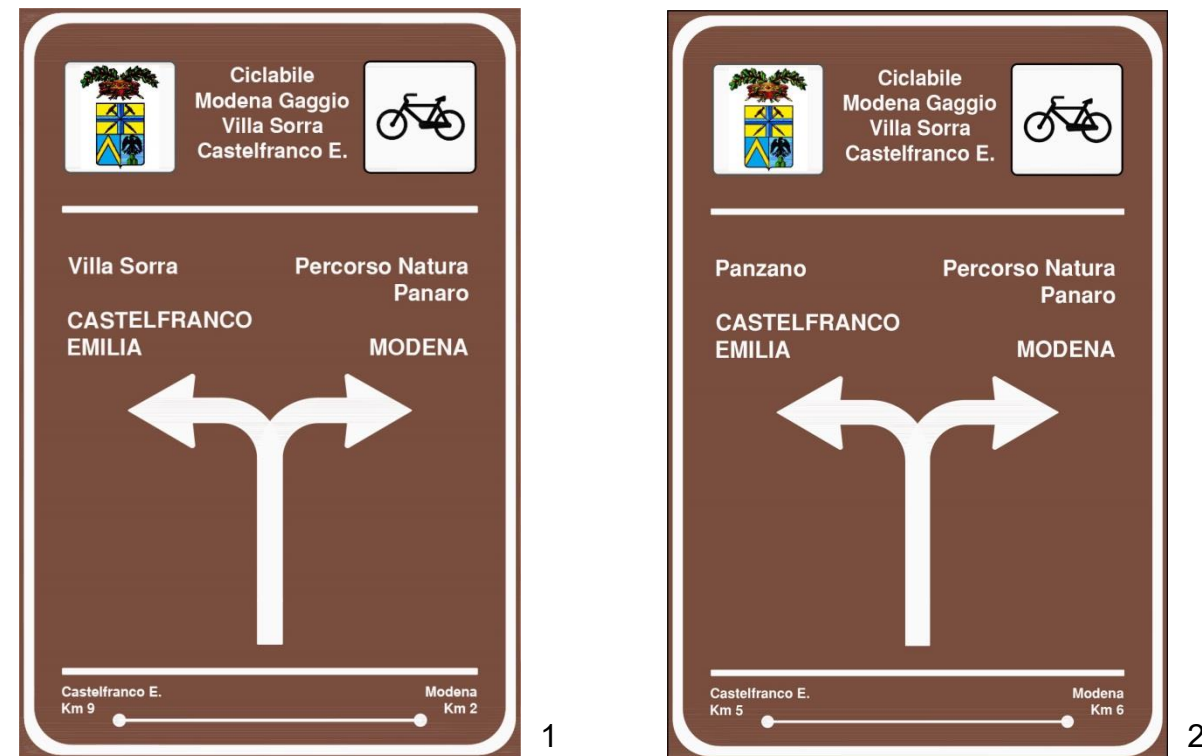 Ciclabile
Modena Gaggio
Villa Sorra
Castelfranco E.
Villa Sorra
CASTELFRANCO
EMILIA
Percorso Natura
Panaro
MODENA
Castelfranco E.
Km 9
Modena
Km 2
1
Ciclabile
Modena Gaggio
Villa Sorra
Castelfranco E.
Panzano
CASTELFRANCO
EMILIA
Percorso Natura
Panaro
MODENA
Castelfranco E.
Km 5
Modena
Km 6
2